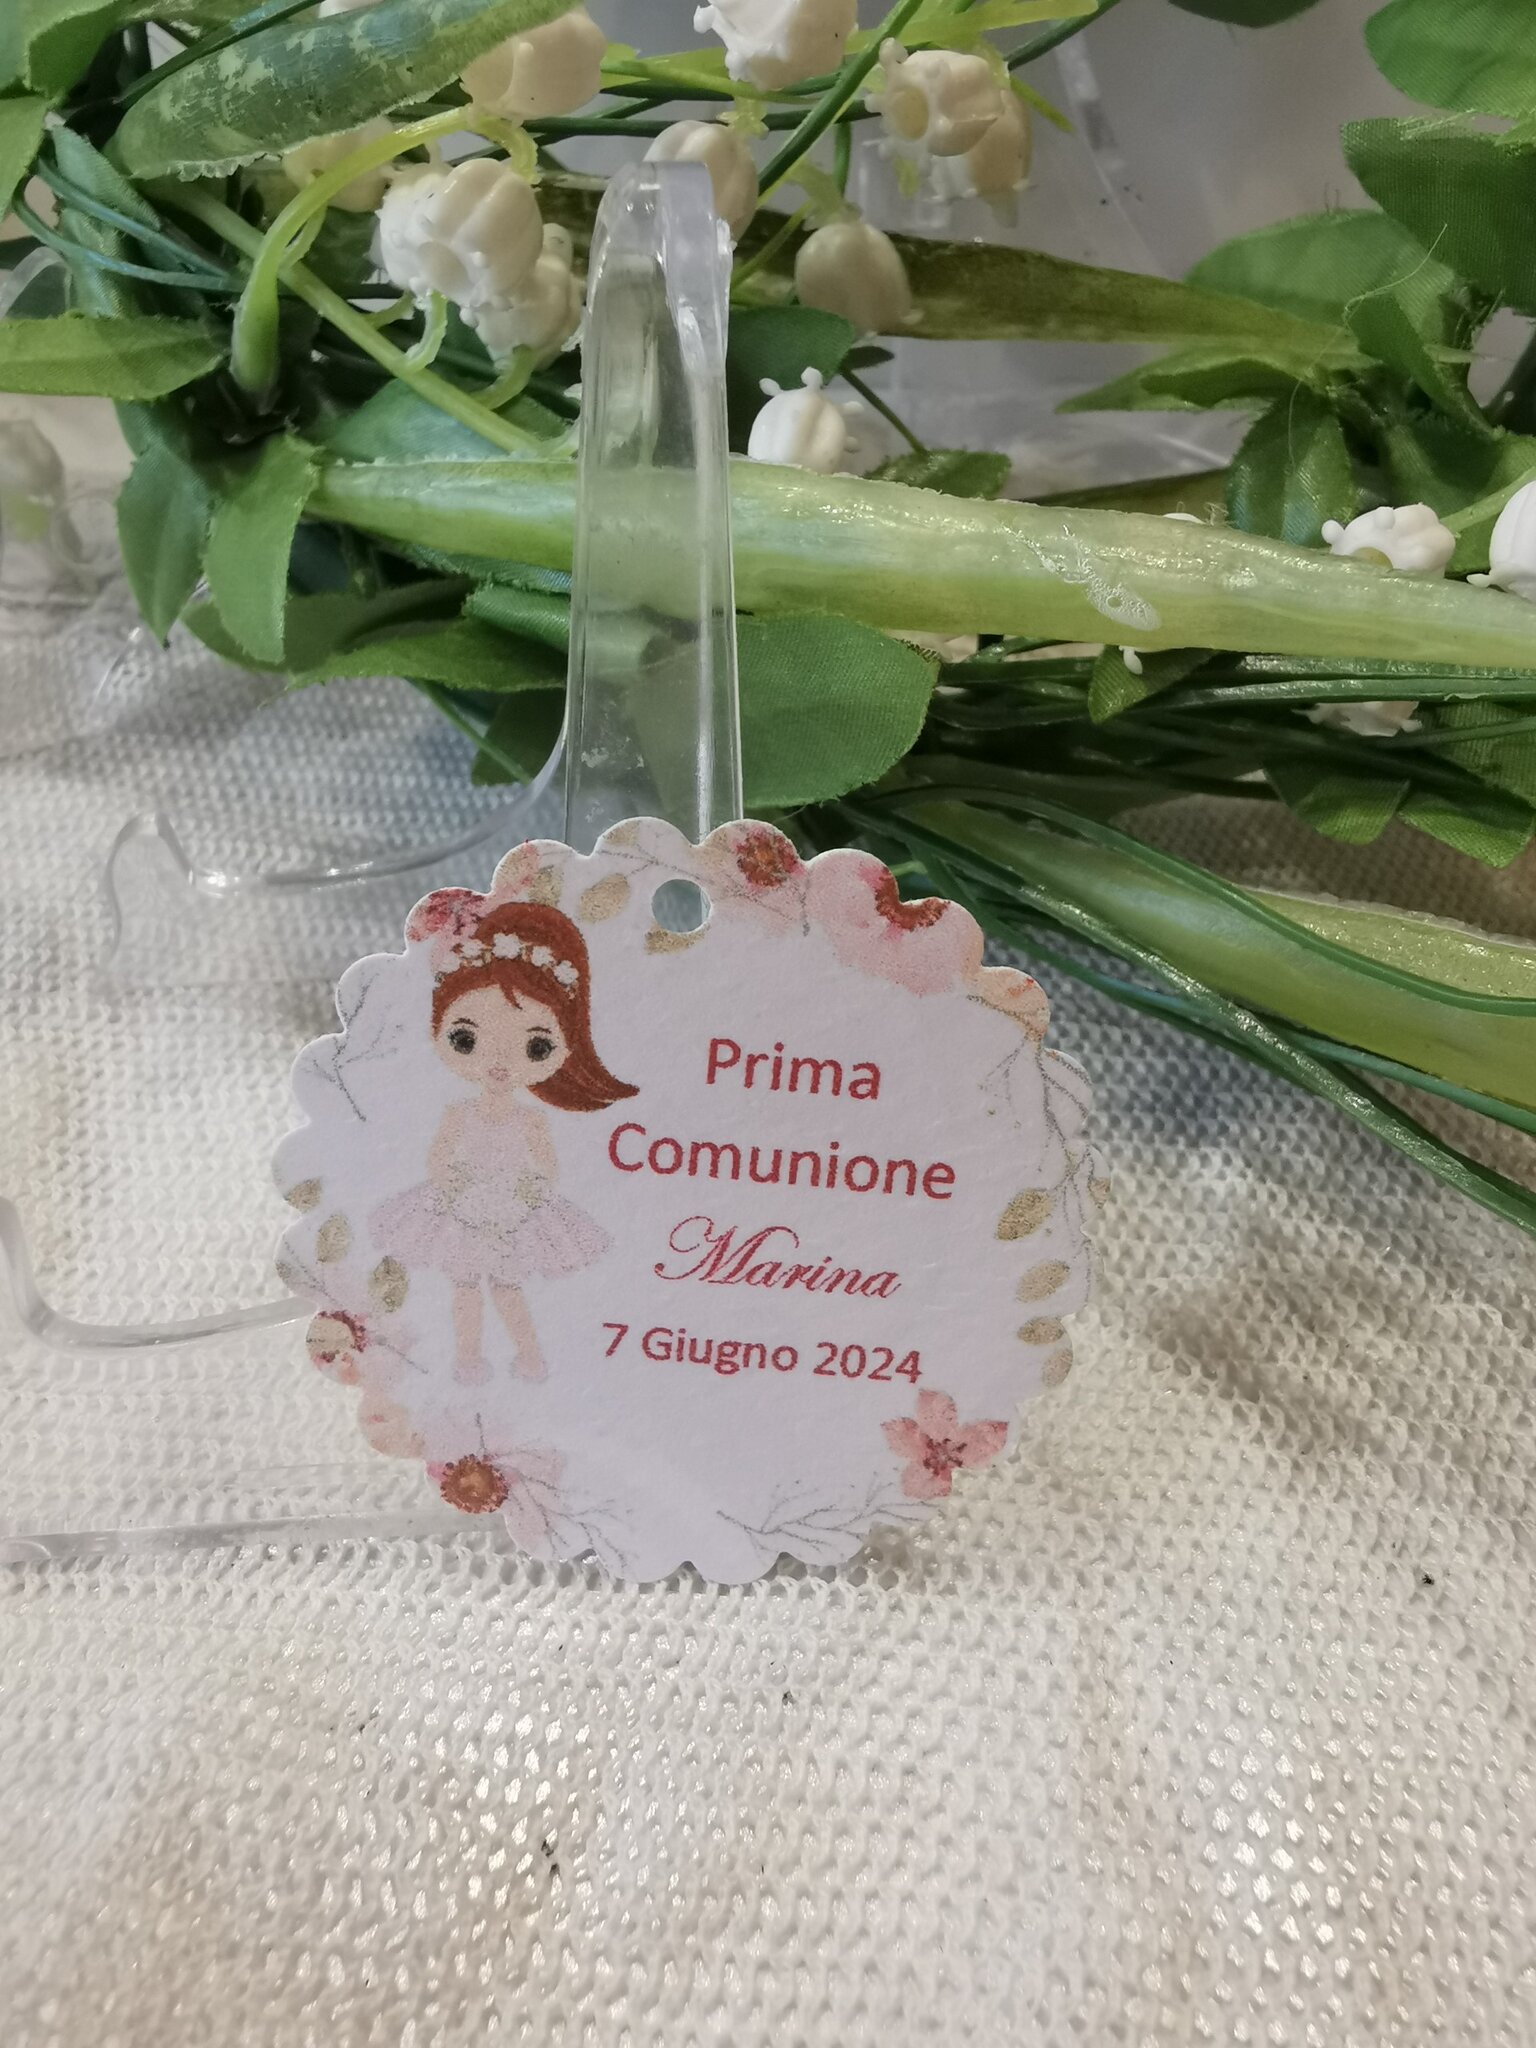 Prima
Comunione
Marina
7 Giugno 2024